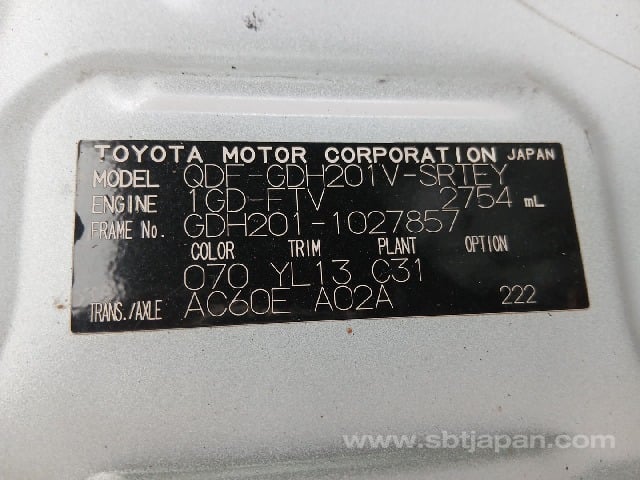 TOYOTA MOTOR CORPORATION JAPAN
MODEL QDF-GDH201V-SRTEY
ENGINE 1GD-FTV 2754 mL
FRAME No. GDH201-1027857
COLOR TRIM PLANT OPTION
070 YL13 C31
TRANS./AXLE AC60E A02A 222
www.sbtjapan.com